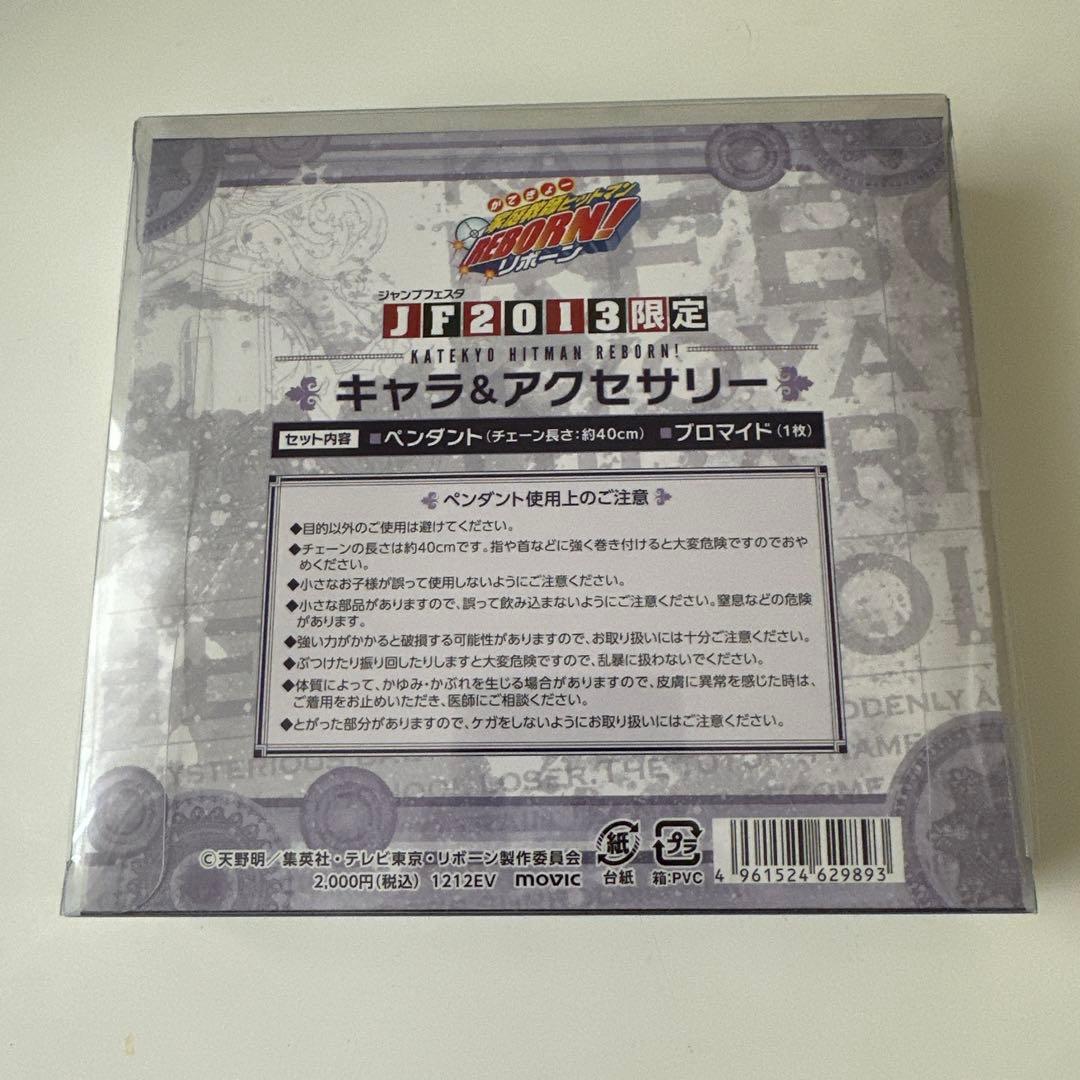 かてきょー
家庭教師ヒットマン
REBORN!
リボーン
ジャンプフェスタ
JF2013限定
KATEKYO HITMAN REBORN!
キャラ&アクセサリー
セット内容 ■ペンダント(チェーン長さ:約40cm) ■ブロマイド(1枚)
ペンダント使用上のご注意
◆目的以外のご使用は避けてください。
◆チェーンの長さは約40cmです。指や首などに強く巻き付けると大変危険ですのでおや
めください。
◆小さなお子様が誤って使用しないようにご注意ください。
◆小さな部品がありますので、誤って飲み込まないようにご注意ください。窒息などの危険
があります。
◆強い力がかかると破損する可能性がありますので、お取り扱いには十分ご注意ください。
◆ぶつけたり振り回したりしますと大変危険ですので、乱暴に扱わないでください。
◆体質によって、かゆみ・かぶれを生じる場合がありますので、皮膚に異常を感じた時は、
ご着用をお止めいただき、医師にご相談ください。
◆とがった部分がありますので、ケガをしないようにお取り扱いにはご注意ください。
©天野明/集英社・テレビ東京・リボーン製作委員会
2,000円(税込) 1212EV movic
紙
台紙
プラ
箱:PVC
4 961524 629893